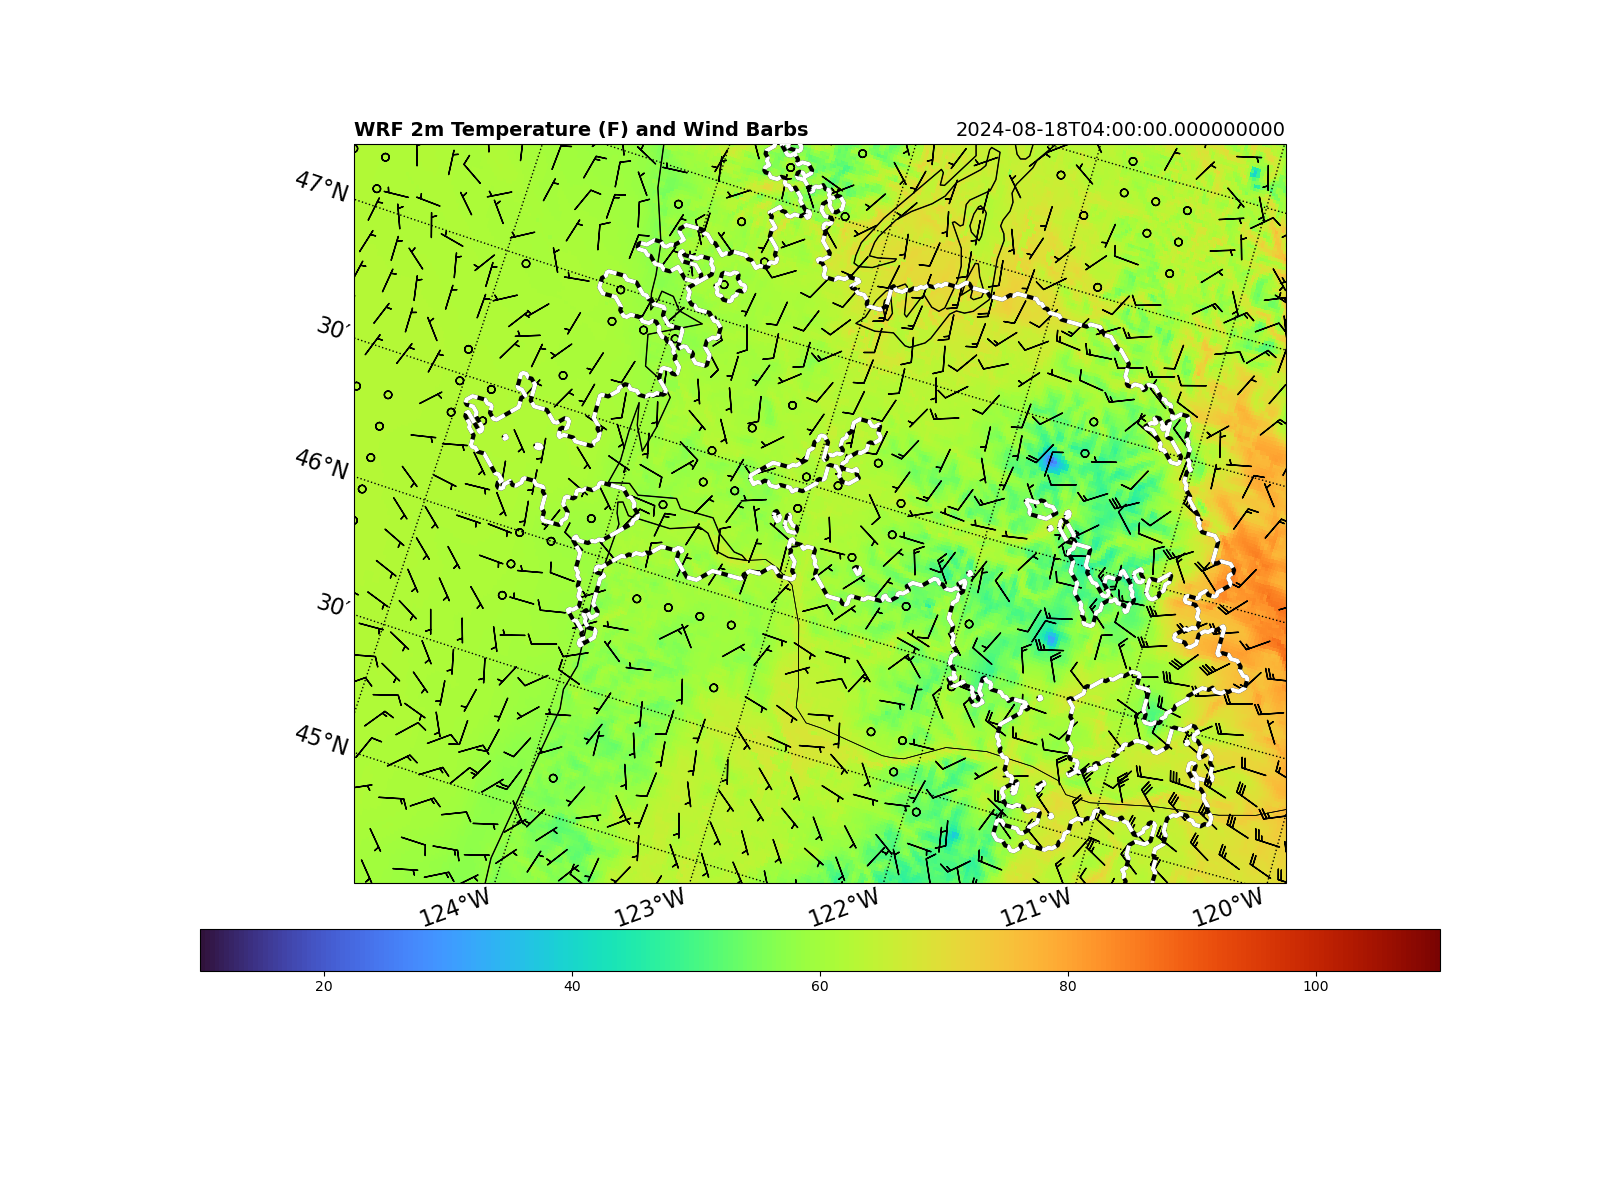 WRF 2m Temperature (F) and Wind Barbs
2024-08-18T04:00:00.000000000
47°N
30′
46°N
30′
45°N
124°W
123°W
122°W
121°W
120°W
20
40
60
80
100